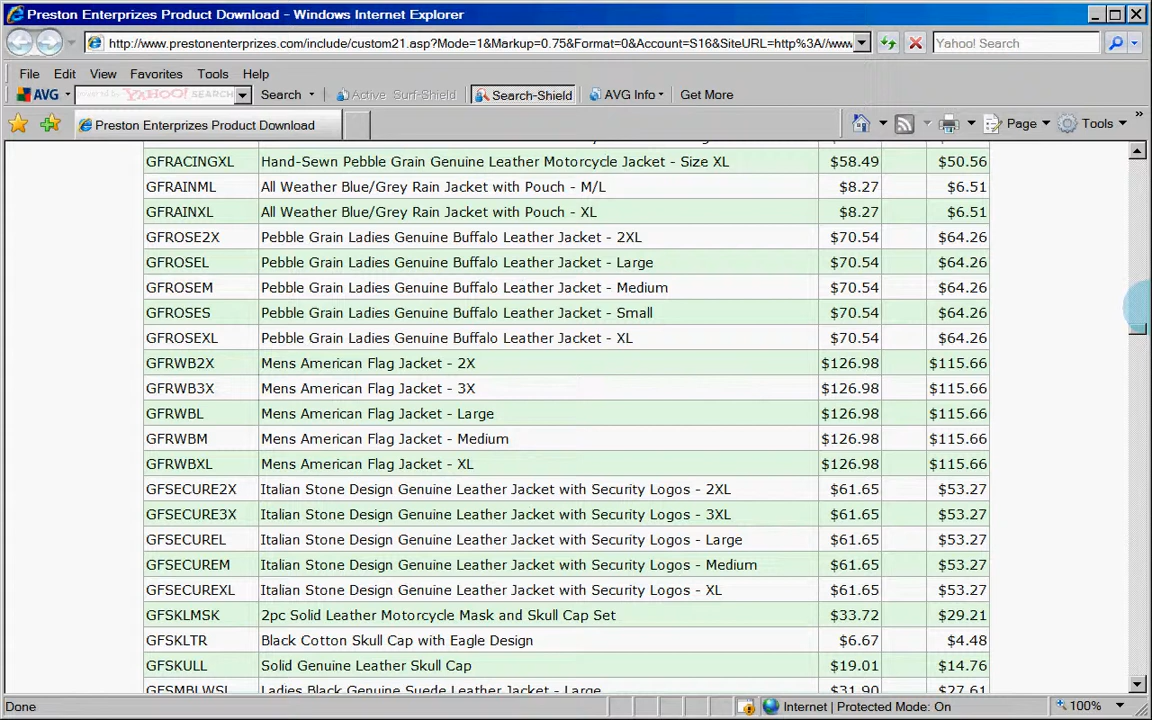 Preston Enterprizes Product Download - Windows Internet Explorer
http://www.prestonenterprizes.com/include/custom21.asp?Mode=1&Markup=0.75&Format=0&Account=S16&SiteURL=http%3A//www
Yahoo! Search
File Edit View Favorites Tools Help
AVG YAHOO! SEARCH Search Active Surf-Shield Search-Shield AVG Info Get More
Preston Enterprizes Product Download Page Tools »
GFRACINGXL Hand-Sewn Pebble Grain Genuine Leather Motorcycle Jacket - Size XL $58.49 $50.56
GFRAINML All Weather Blue/Grey Rain Jacket with Pouch - M/L $8.27 $6.51
GFRAINXL All Weather Blue/Grey Rain Jacket with Pouch - XL $8.27 $6.51
GFROSE2X Pebble Grain Ladies Genuine Buffalo Leather Jacket - 2XL $70.54 $64.26
GFROSEL Pebble Grain Ladies Genuine Buffalo Leather Jacket - Large $70.54 $64.26
GFROSEM Pebble Grain Ladies Genuine Buffalo Leather Jacket - Medium $70.54 $64.26
GFROSES Pebble Grain Ladies Genuine Buffalo Leather Jacket - Small $70.54 $64.26
GFROSEXL Pebble Grain Ladies Genuine Buffalo Leather Jacket - XL $70.54 $64.26
GFRWB2X Mens American Flag Jacket - 2X $126.98 $115.66
GFRWB3X Mens American Flag Jacket - 3X $126.98 $115.66
GFRWBL Mens American Flag Jacket - Large $126.98 $115.66
GFRWBM Mens American Flag Jacket - Medium $126.98 $115.66
GFRWBXL Mens American Flag Jacket - XL $126.98 $115.66
GFSECURE2X Italian Stone Design Genuine Leather Jacket with Security Logos - 2XL $61.65 $53.27
GFSECURE3X Italian Stone Design Genuine Leather Jacket with Security Logos - 3XL $61.65 $53.27
GFSECUREL Italian Stone Design Genuine Leather Jacket with Security Logos - Large $61.65 $53.27
GFSECUREM Italian Stone Design Genuine Leather Jacket with Security Logos - Medium $61.65 $53.27
GFSECUREXL Italian Stone Design Genuine Leather Jacket with Security Logos - XL $61.65 $53.27
GFSKLMSK 2pc Solid Leather Motorcycle Mask and Skull Cap Set $33.72 $29.21
GFSKLTR Black Cotton Skull Cap with Eagle Design $6.67 $4.48
GFSKULL Solid Genuine Leather Skull Cap $19.01 $14.76
GFSMBLWSL Ladies Black Genuine Suede Leather Jacket - Large $31.90 $27.61
Done Internet | Protected Mode: On 100%